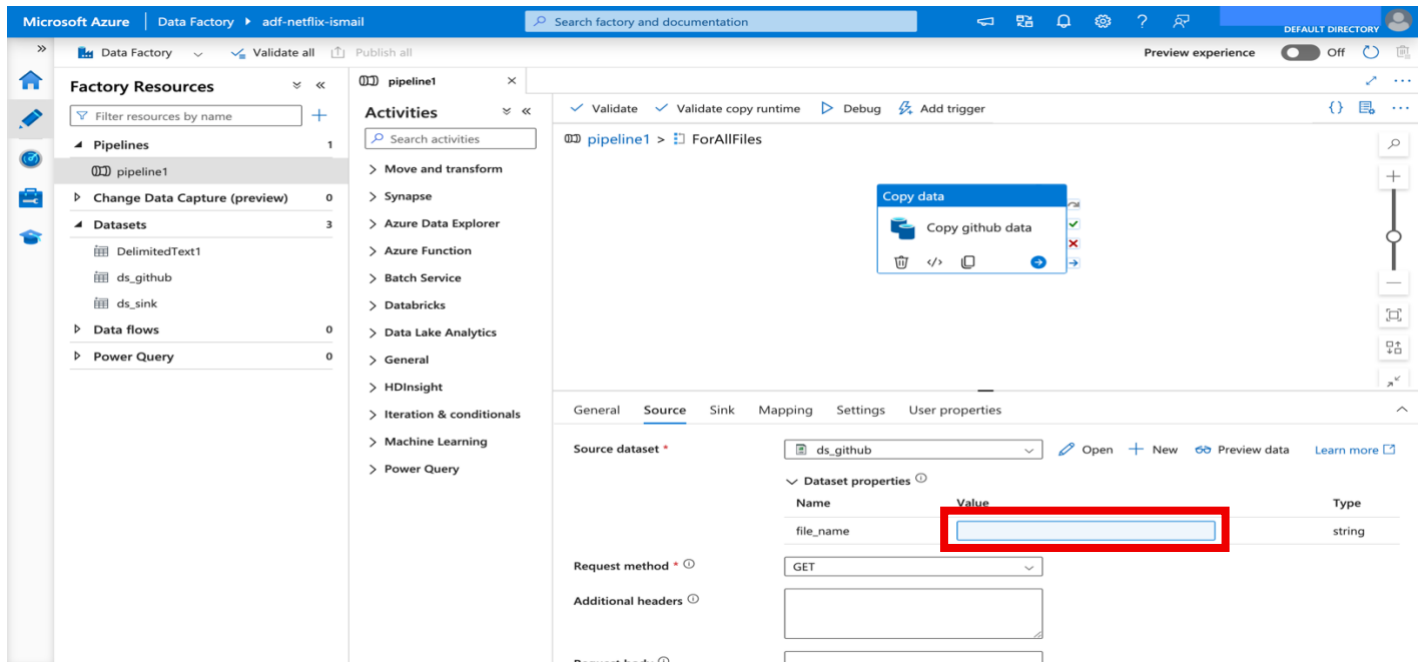 Microsoft Azure Data Factory adf-netflix-ismail Search factory and documentation
DEFAULT DIRECTORY
Data Factory Validate all Publish all Preview experience Off
Factory Resources
Filter resources by name
Pipelines 1
pipeline1
Change Data Capture (preview) 0
Datasets 3
DelimitedText1
ds_github
ds_sink
Data flows 0
Power Query 0
pipeline1
Activities
Search activities
Move and transform
Synapse
Azure Data Explorer
Azure Function
Batch Service
Databricks
Data Lake Analytics
General
HDInsight
Iteration & conditionals
Machine Learning
Power Query
Validate Validate copy runtime Debug Add trigger
pipeline1 > ForAllFiles
Copy data
Copy github data
General Source Sink Mapping Settings User properties
Source dataset * ds_github Open New Preview data Learn more
Dataset properties
Name Value Type
file_name string
Request method * GET
Additional headers
Request body